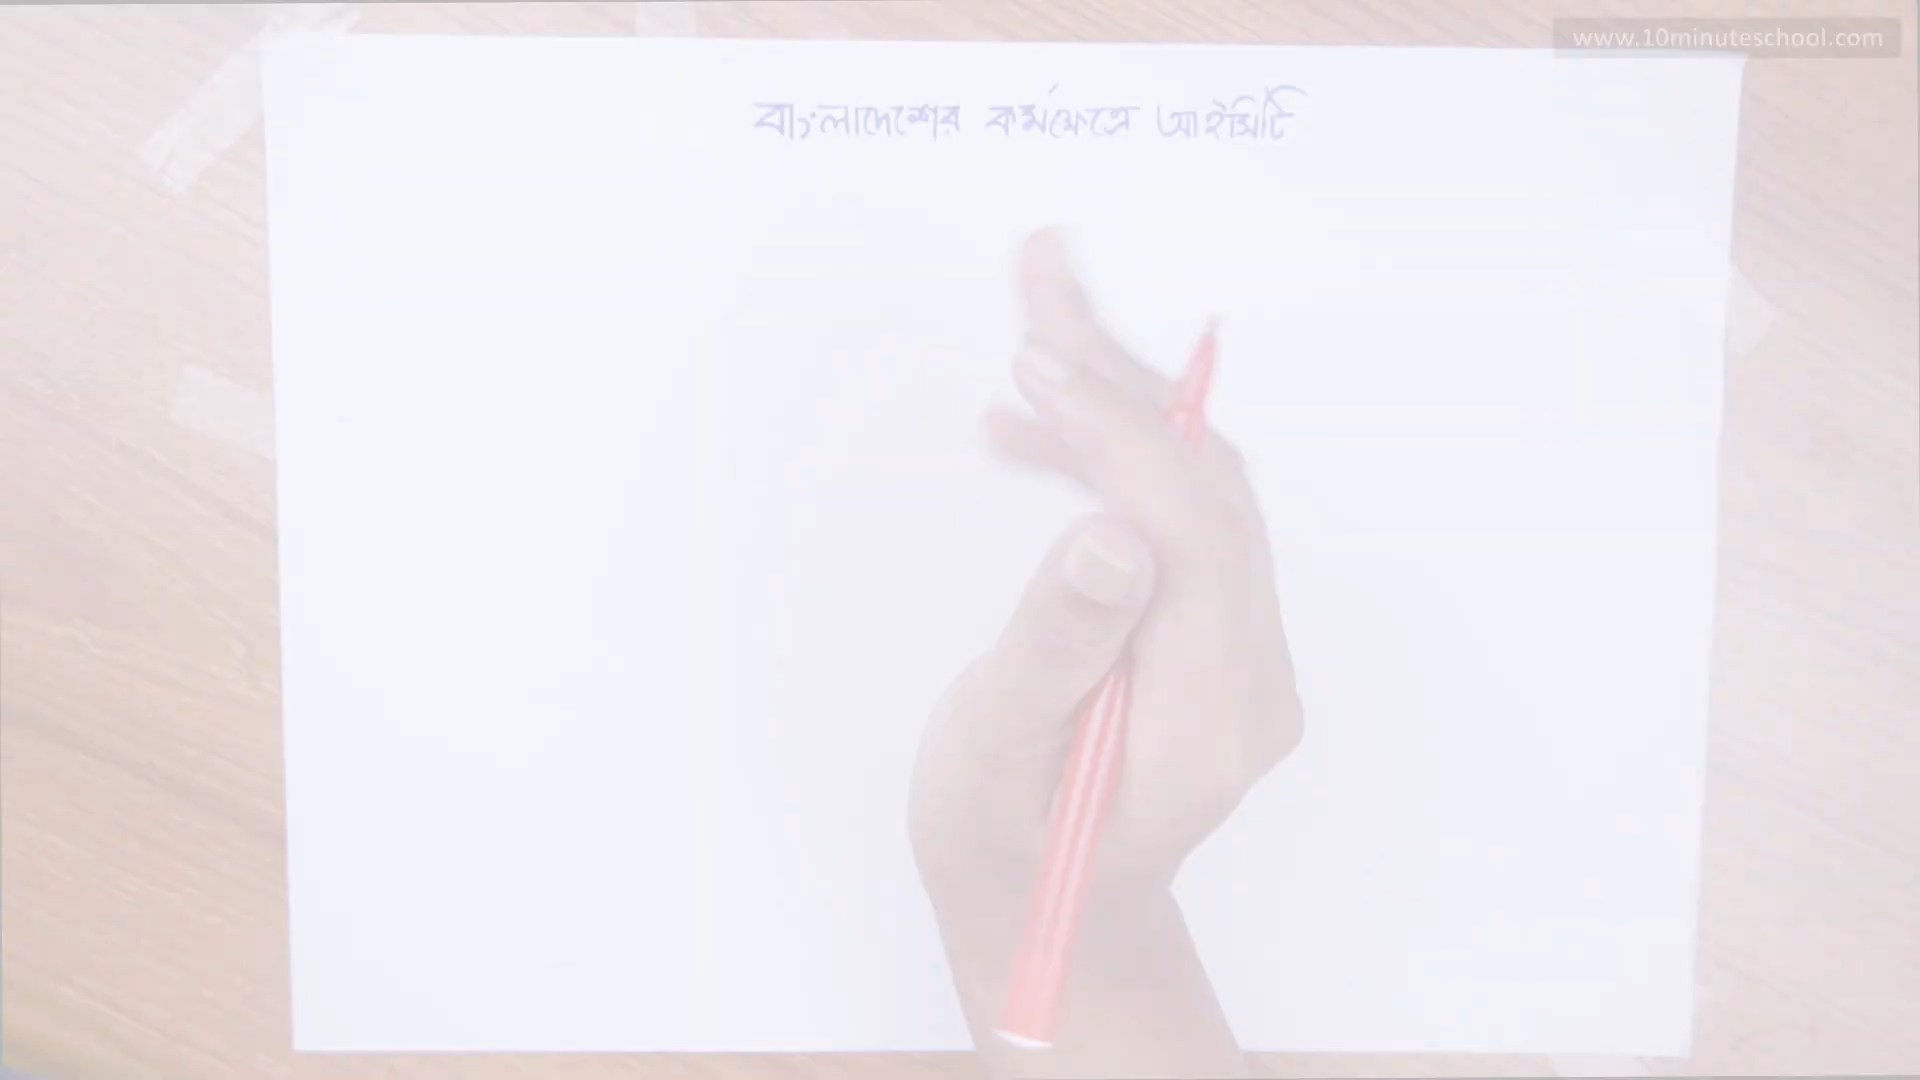 www.10minuteschool.com
বাংলাদেশের কর্মক্ষেত্রে আইসিটি